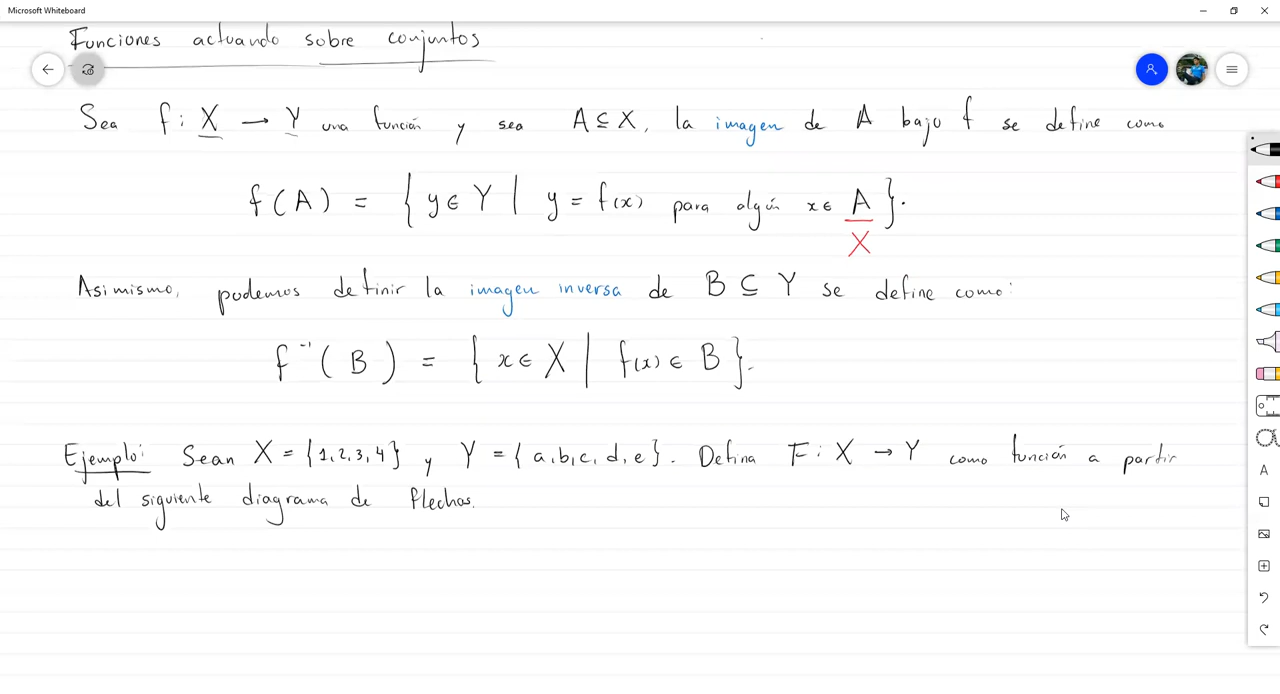 Microsoft Whiteboard
Funciones actuando sobre conjuntos
Sea f: X → Y una función y sea A ⊆ X, la imagen de A bajo f se define como
f(A) = { y ∈ Y | y = f(x) para algún x ∈ A }.
X
Asimismo, podemos definir la imagen inversa de B ⊆ Y se define como:
f⁻¹(B) = { x ∈ X | f(x) ∈ B }.
Ejemplo: Sean X = {1,2,3,4} y Y = {a,b,c,d,e}. Defina F: X → Y como función a partir
del siguiente diagrama de flechas.
A